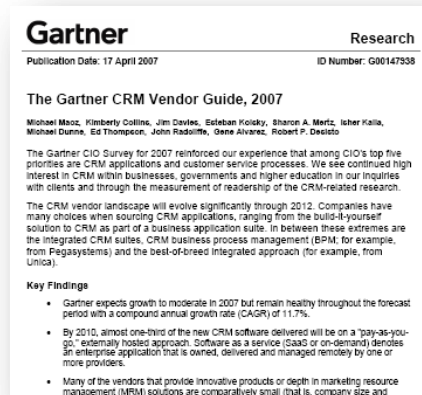 Gartner
Research
Publication Date: 17 April 2007
ID Number: G00147938
The Gartner CRM Vendor Guide, 2007
Michael Maoz, Kimberly Collins, Jim Davies, Esteban Kolsky, Sharon A. Mertz, Isher Kaila,
Michael Dunne, Ed Thompson, John Radcliffe, Gene Alvarez, Robert P. Desisto
The Gartner CIO Survey for 2007 reinforced our experience that among CIO's top five
priorities are CRM applications and customer service processes. We see continued high
interest in CRM within businesses, governments and higher education in our inquiries
with clients and through the measurement of readership of the CRM-related research.
The CRM vendor landscape will evolve significantly through 2012. Companies have
many choices when sourcing CRM applications, ranging from the build-it-yourself
solution to CRM as part of a business application suite. In between these extremes are
the integrated CRM suites, CRM business process management (BPM; for example,
from Pegasystems) and the best-of-breed integrated approach (for example, from
Unica).
Key Findings
• Gartner expects growth to moderate in 2007 but remain healthy throughout the forecast
period with a compound annual growth rate (CAGR) of 11.7%.
• By 2010, almost one-third of the new CRM software delivered will be on a "pay-as-you-
go," externally hosted approach. Software as a service (SaaS or on-demand) denotes
an enterprise application that is owned, delivered and managed remotely by one or
more providers.
• Many of the vendors that provide innovative products or depth in marketing resource
management (MRM) solutions are comparatively small (that is, company size and